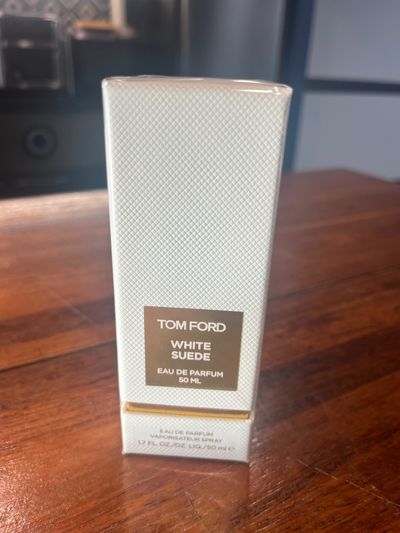 TOM FORD
WHITE
SUEDE
EAU DE PARFUM
50 ML
EAU DE PARFUM
VAPORISATEUR SPRAY
1.7 FL. OZ./OZ. LIQ./50 ml ℮